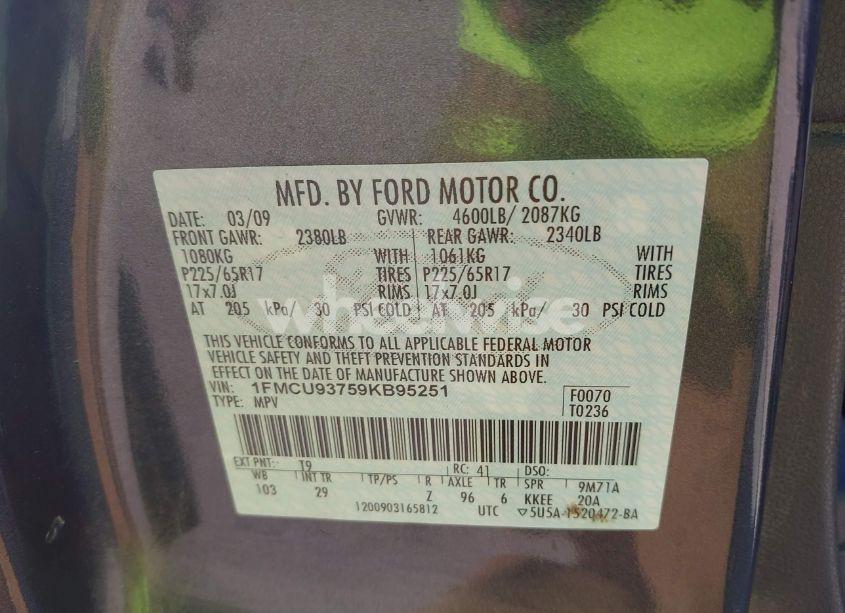 MFD. BY FORD MOTOR CO.
DATE: 03/09 GVWR: 4600LB/ 2087KG
FRONT GAWR: 2380LB REAR GAWR: 2340LB
1080KG WITH 1061KG WITH
P225/65R17 TIRES P225/65R17 TIRES
17x7.0J RIMS 17x7.0J RIMS
AT 205 kPa/ 30 PSI COLD AT 205 kPa/ 30 PSI COLD
wheelwise
THIS VEHICLE CONFORMS TO ALL APPLICABLE FEDERAL MOTOR
VEHICLE SAFETY AND THEFT PREVENTION STANDARDS IN
EFFECT ON THE DATE OF MANUFACTURE SHOWN ABOVE.
VIN: 1FMCU93759KB95251
TYPE: MPV
F0070
T0236
EXT PNT: T9 RC: 41 DSO:
WB INT TR TP/PS R AXLE TR SPR 9M71A
103 29 Z 96 6 KKEE 20A
1200903165812 UTC ▽5U5A-1520472-BA